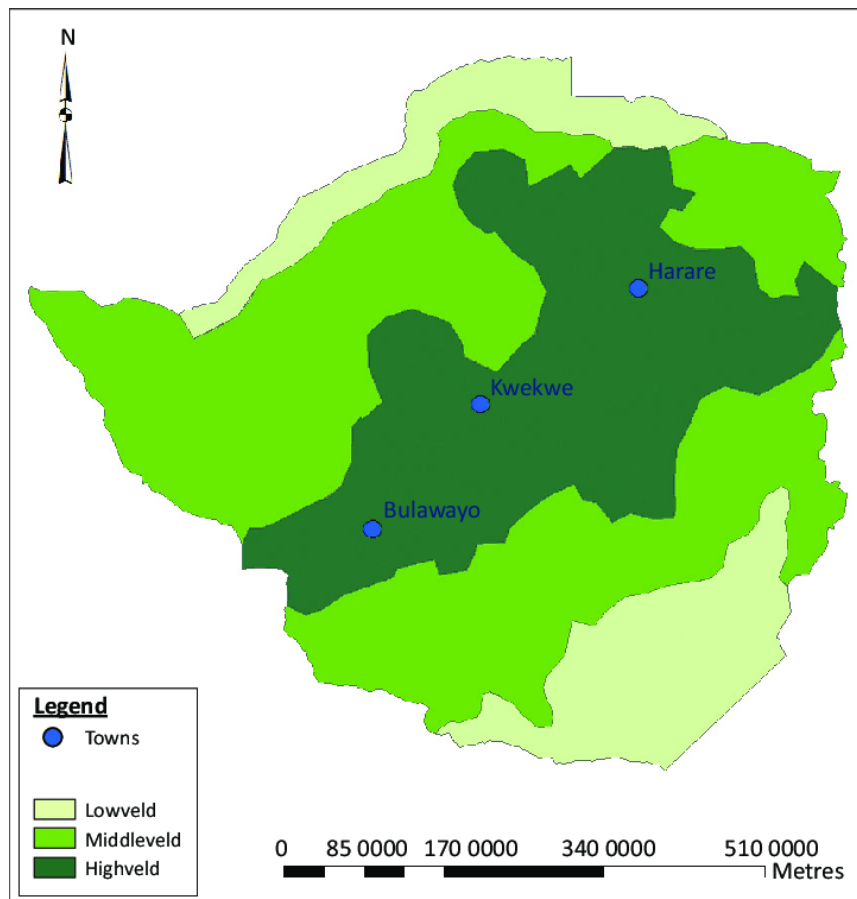 N
Harare
Kwekwe
Bulawayo
Legend
Towns
Lowveld
Middleveld
Highveld
0 85 0000 170 0000 340 0000 510 0000
Metres